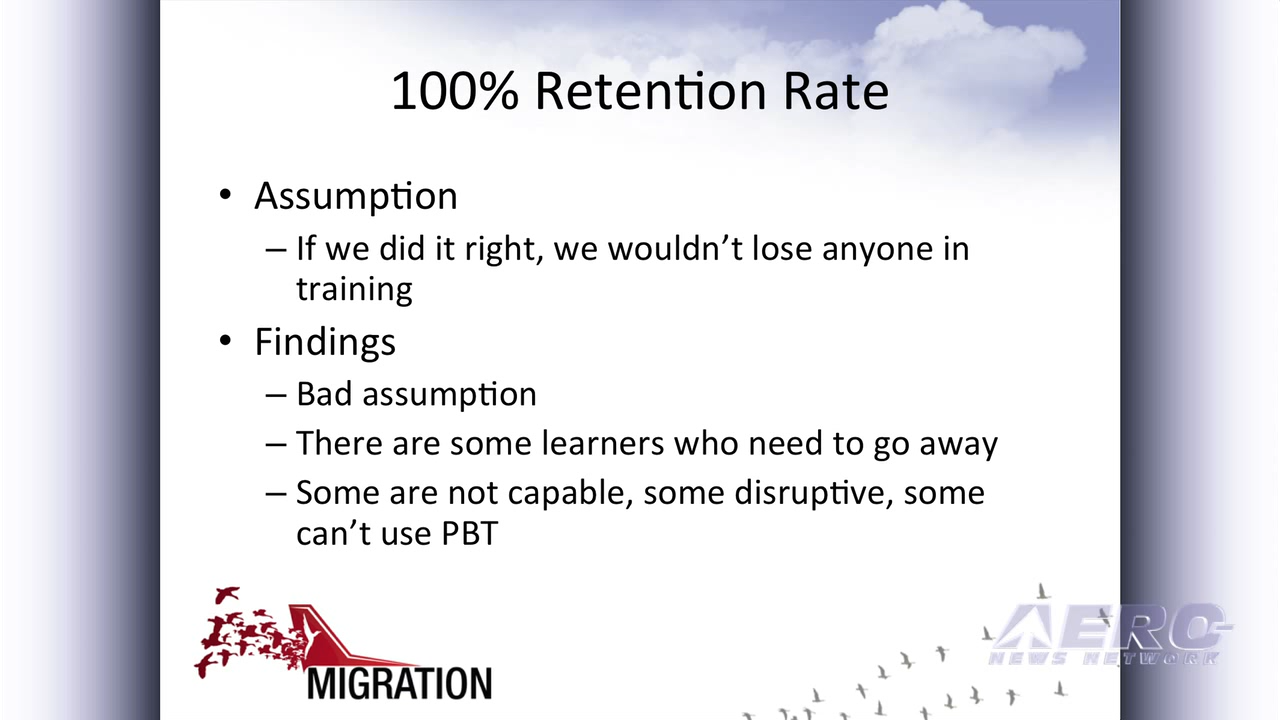 100% Retention Rate
• Assumption
– If we did it right, we wouldn’t lose anyone in
training
• Findings
– Bad assumption
– There are some learners who need to go away
– Some are not capable, some disruptive, some
can’t use PBT
MIGRATION
AERO
NEWS NETWORK